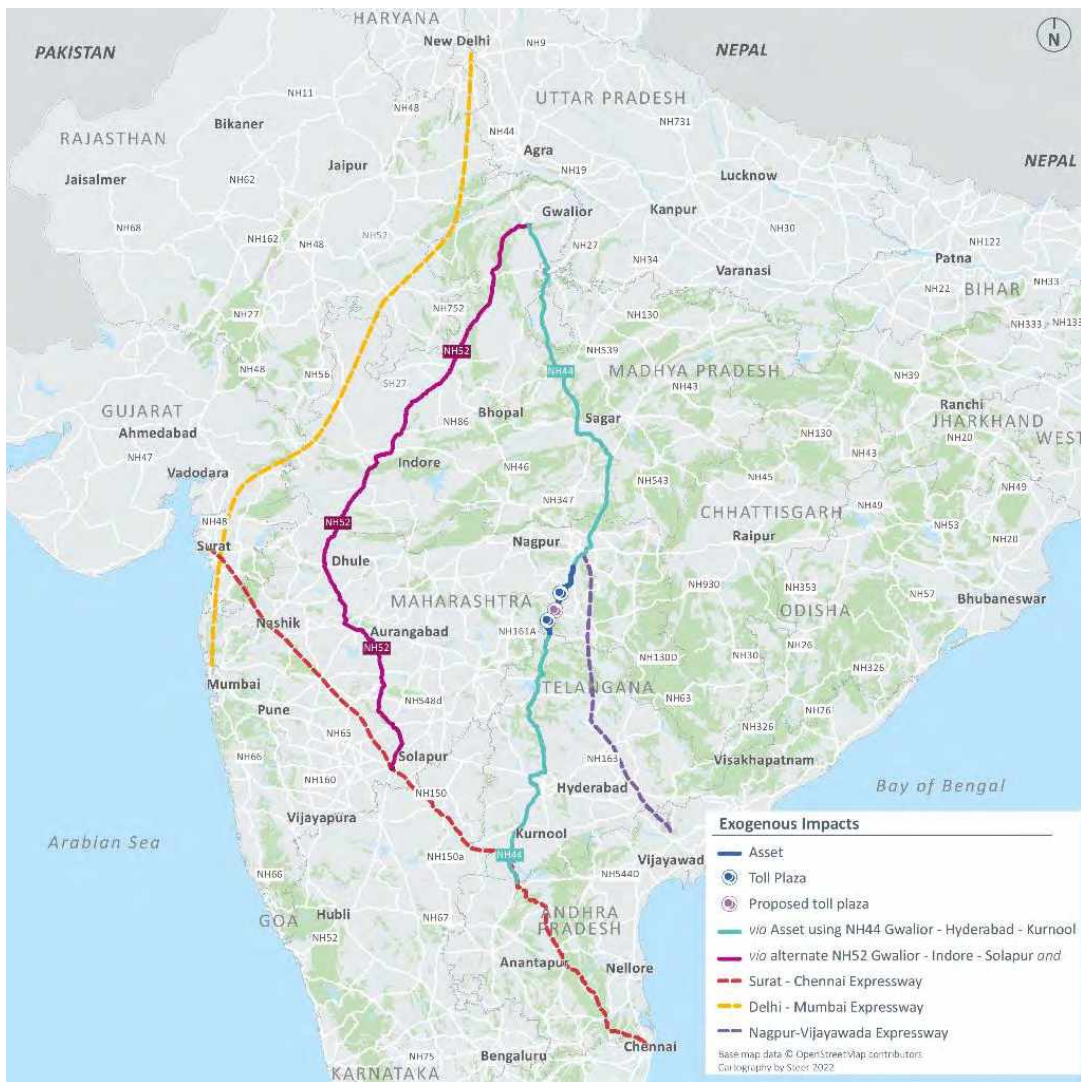 HARYANA
New Delhi
NH9
PAKISTAN
NEPAL
N
NH11
NH48
UTTAR PRADESH
Bikaner
NH44
NH731
RAJASTHAN
Agra
Jaipur
NH19
NEPAL
Jaisalmer
NH62
Lucknow
Gwalior
Kanpur
NH68
NH52
NH30
NH162
NH48
NH27
NH122
NH34
Patna
Varanasi
NH33
NH22
BIHAR
NH752
NH27
NH130
NH333
NH133
NH52
NH539
NH48
NH44
MADHYA PRADESH
NH56
SH27
NH39
NH43
GUJARAT
Bhopal
Sagar
Ranchi
NH86
Ahmedabad
JHARKHAND
NH130
NH20
WEST
NH47
Indore
NH43
Vadodara
NH46
NH45
NH543
NH49
NH347
NH49
CHHATTISGARH
NH48
NH52
NH53
Nagpur
Raipur
Surat
NH20
Dhule
NH930
NH353
NH57
MAHARASHTRA
ODISHA
Bhubaneswar
Nashik
Aurangabad
NH161A
NH26
NH52
NH130D
NH30
NH326
Mumbai
TELANGANA
NH548d
NH63
Pune
NH26
NH65
NH326
Solapur
NH163
Visakhapatnam
NH66
NH160
NH150
Hyderabad
Bay of Bengal
Vijayapura
Arabian Sea
Kurnool
NH150a
NH44
Vijayawad
NH66
NH544D
GOA
Hubli
NH67
ANDHRA
PRADESH
NH52
Anantapur
Nellore
NH75
Bengaluru
Chennai
KARNATAKA
Exogenous Impacts
Asset
Toll Plaza
Proposed toll plaza
via Asset using NH44 Gwalior - Hyderabad - Kurnool
via alternate NH52 Gwalior - Indore - Solapur and
Surat - Chennai Expressway
Delhi - Mumbai Expressway
Nagpur-Vijayawada Expressway
Base map data © OpenStreetMap contributors
Cartography by Steer 2022